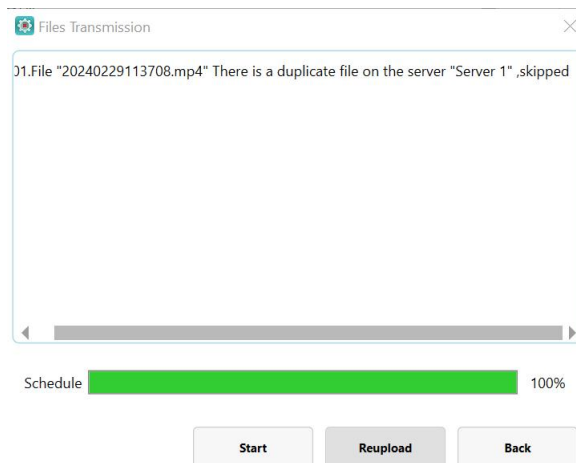 Files Transmission
01.File "20240229113708.mp4" There is a duplicate file on the server "Server 1" ,skipped
Schedule 100%
Start Reupload Back